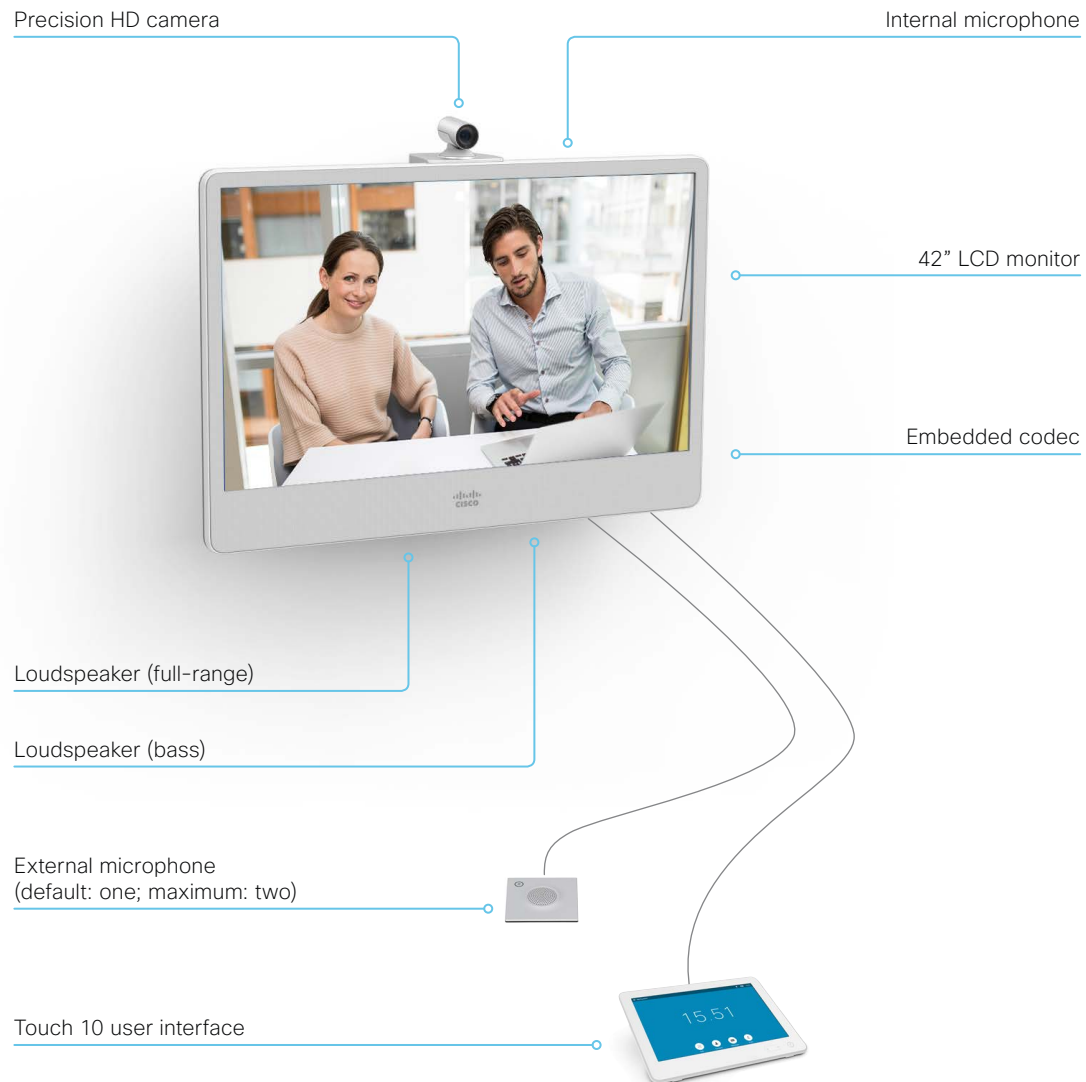 Precision HD camera
Internal microphone
42” LCD monitor
Embedded codec
CISCO
Loudspeaker (full-range)
Loudspeaker (bass)
External microphone
(default: one; maximum: two)
15:51
Touch 10 user interface